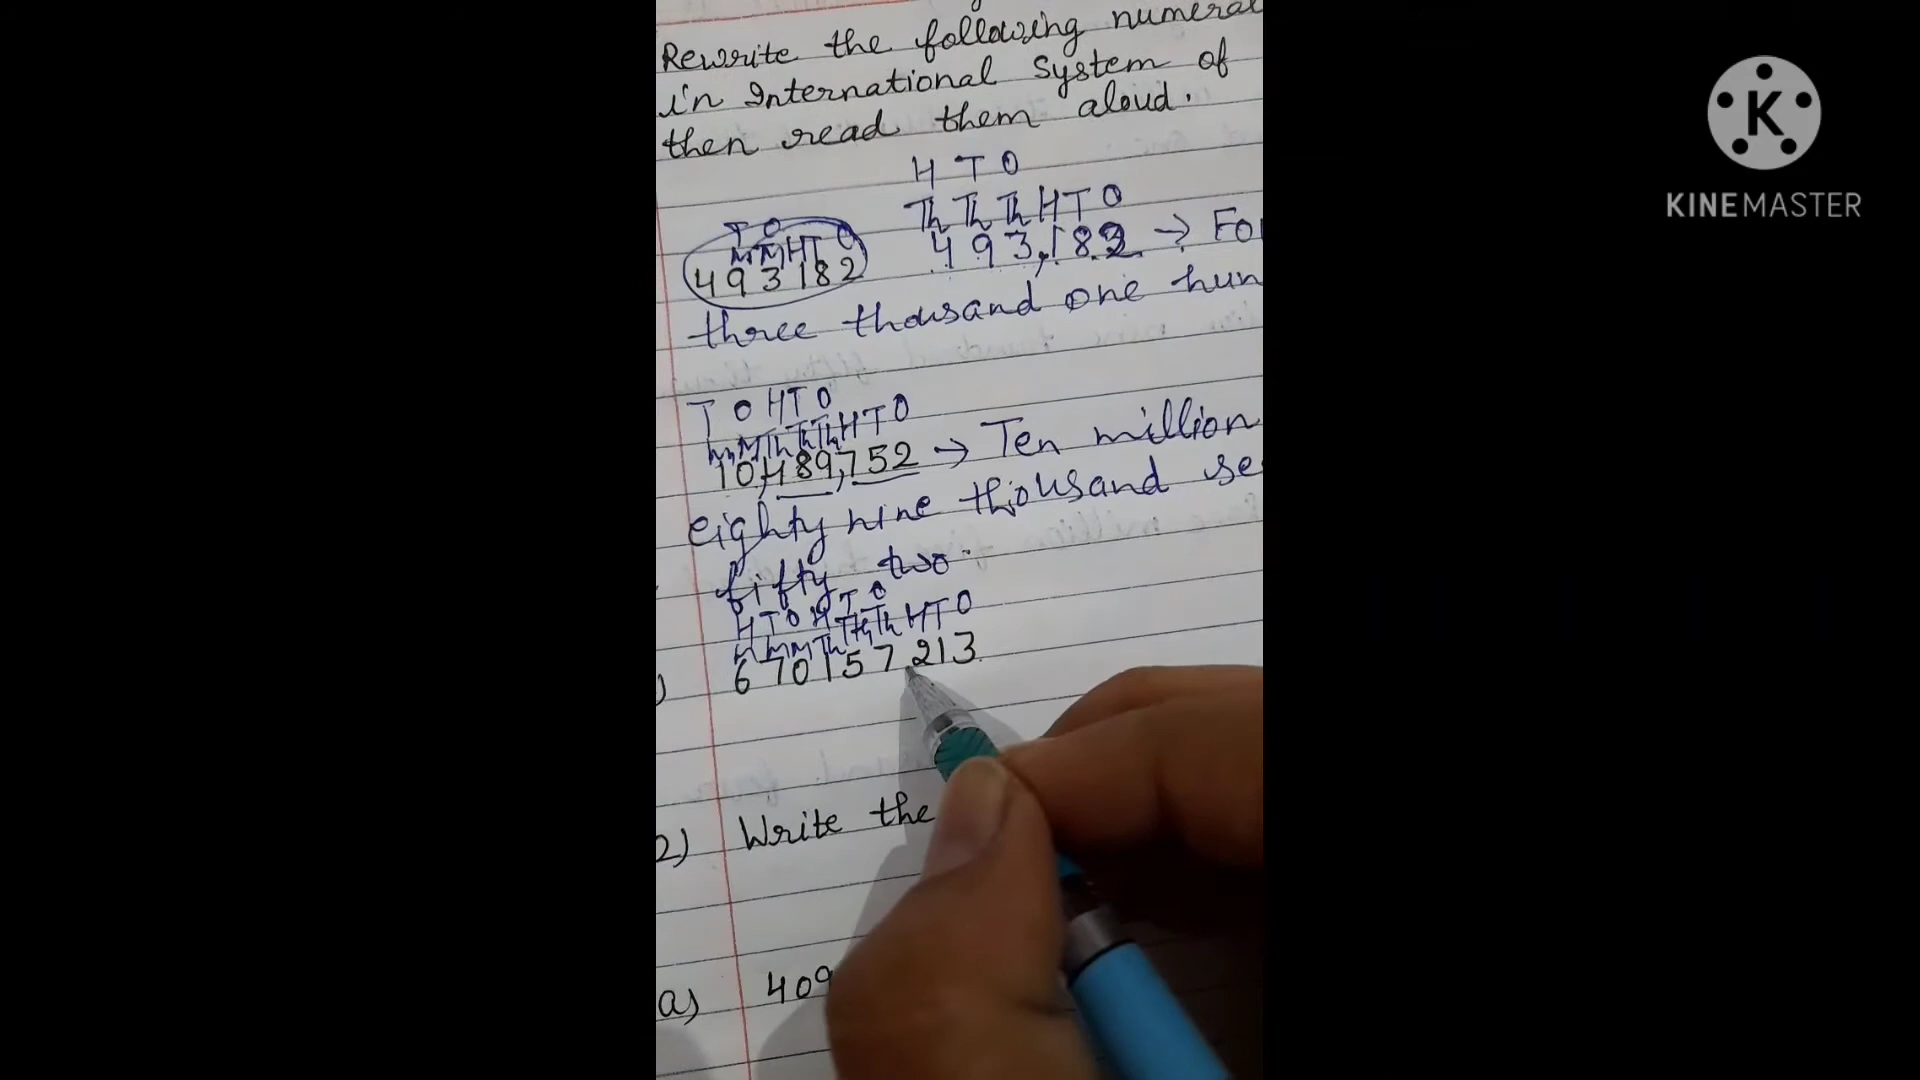 Rewrite the following numeral
in International System of
then read them aloud.
H T O
Th Th Th H T O
T O
M M H T O
493182 493,182 →
three thousand one hun
T O H T O
M M Th Th Th H T O
10,489,752 → Ten million
eighty nine thousand se
fifty two.
H T O H T O
M M M Th Th Th H T O
670157213
2) Write the
a) 409
K
KINEMASTER